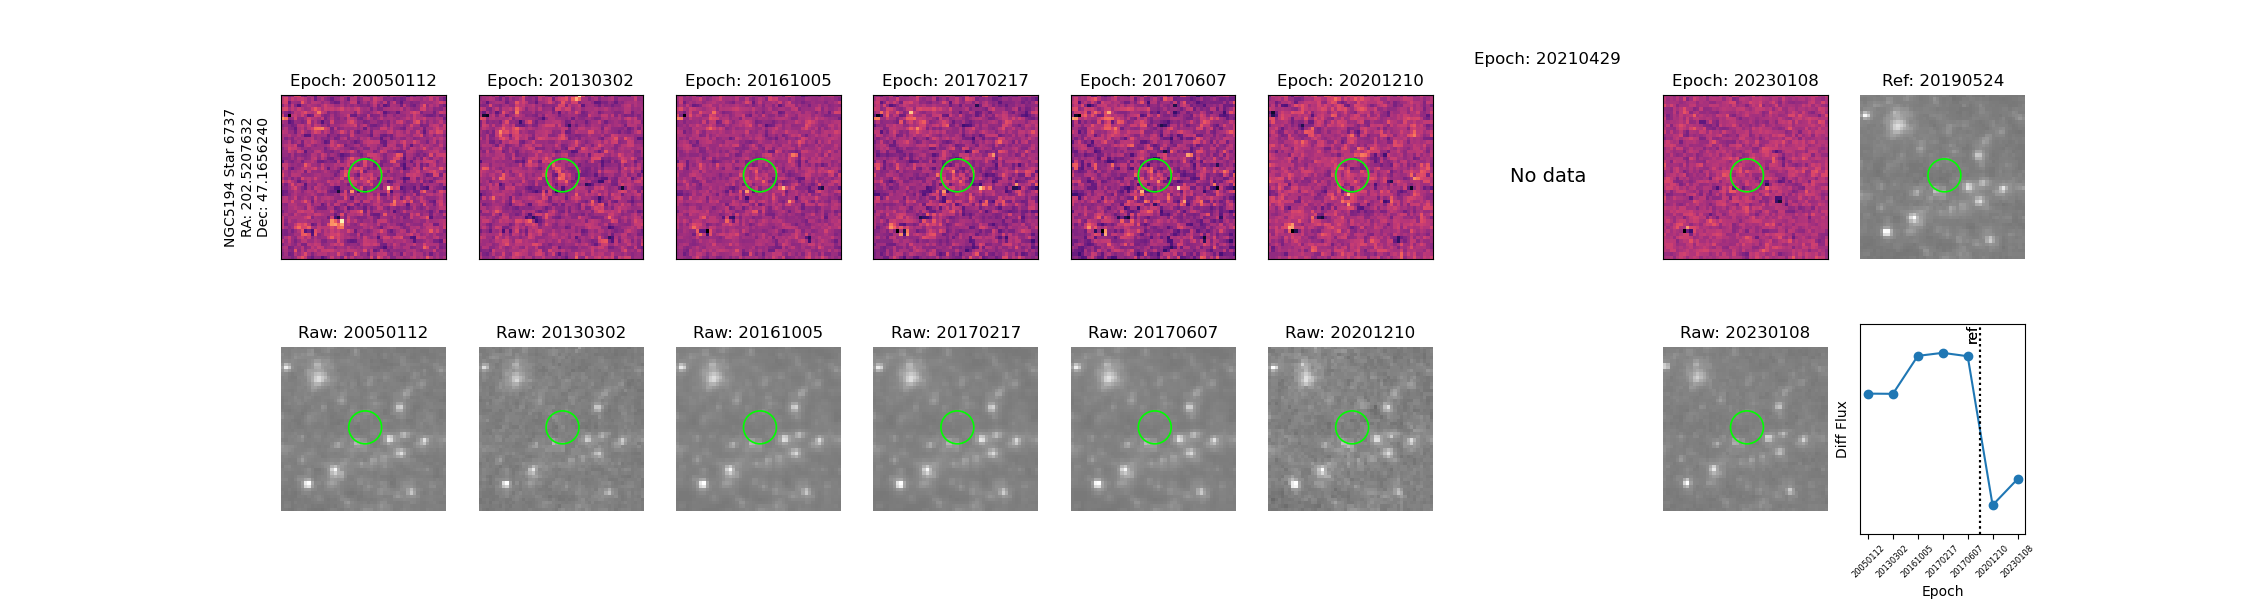 Epoch: 20210429
Epoch: 20050112
Epoch: 20130302
Epoch: 20161005
Epoch: 20170217
Epoch: 20170607
Epoch: 20201210
Epoch: 20230108
Ref: 20190524
NGC5194 Star 6737
RA: 202.5207632
Dec: 47.1656240
No data
Raw: 20050112
Raw: 20130302
Raw: 20161005
Raw: 20170217
Raw: 20170607
Raw: 20201210
Raw: 20230108
ref
Diff Flux
20050112
20130302
20161005
20170217
20170607
20201210
20230108
Epoch